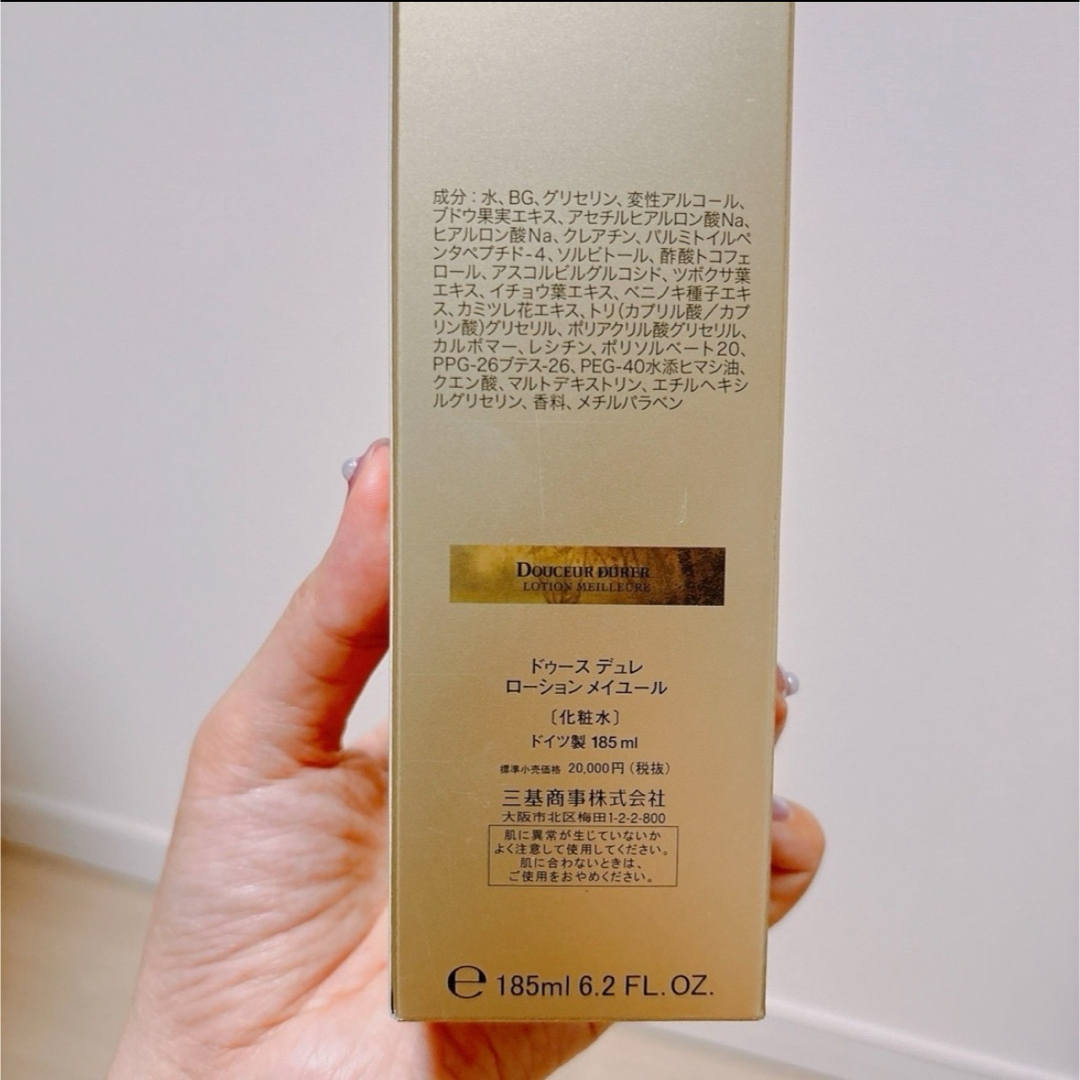 成分：水、BG、グリセリン、変性アルコール、
ブドウ果実エキス、アセチルヒアルロン酸Na、
ヒアルロン酸Na、クレアチン、パルミトイルペ
ンタペプチド-4、ソルビトール、酢酸トコフェ
ロール、アスコルビルグルコシド、ツボクサ葉
エキス、イチョウ葉エキス、ベニノキ種子エキ
ス、カミツレ花エキス、トリ(カプリル酸／カプ
リン酸)グリセリル、ポリアクリル酸グリセリル、
カルボマー、レシチン、ポリソルベート20、
PPG-26ブテス-26、PEG-40水添ヒマシ油、
クエン酸、マルトデキストリン、エチルヘキシ
ルグリセリン、香料、メチルパラベン
DOUCEUR DURER
LOTION MEILLEURE
ドゥース デュレ
ローション メイユール
〔化粧水〕
ドイツ製 185ml
標準小売価格 20,000円（税抜）
三基商事株式会社
大阪市北区梅田1-2-2-800
肌に異常が生じていないか
よく注意して使用してください。
肌に合わないときは、
ご使用をおやめください。
℮ 185ml 6.2 FL.OZ.